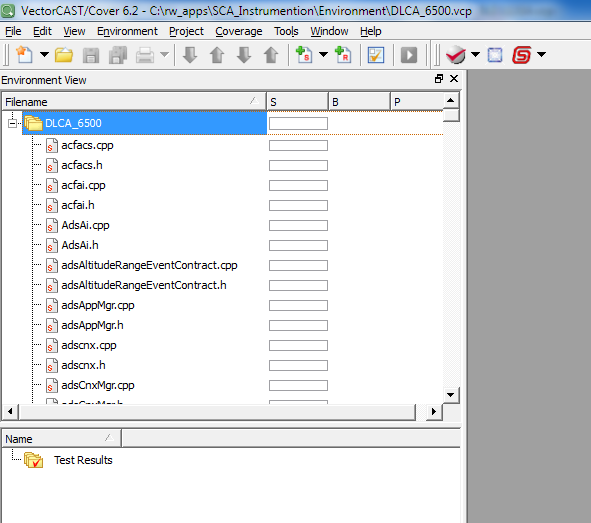 VectorCAST/Cover 6.2 - C:\rw_apps\SCA_Instrumention\Environment\DLCA_6500.vcp
File Edit View Environment Project Coverage Tools Window Help
Environment View
Filename S B P
DLCA_6500
acfacs.cpp
acfacs.h
acfai.cpp
acfai.h
AdsAi.cpp
AdsAi.h
adsAltitudeRangeEventContract.cpp
adsAltitudeRangeEventContract.h
adsAppMgr.cpp
adsAppMgr.h
adscnx.cpp
adscnx.h
adsCnxMgr.cpp
adsCnxMgr.h
Name
Test Results